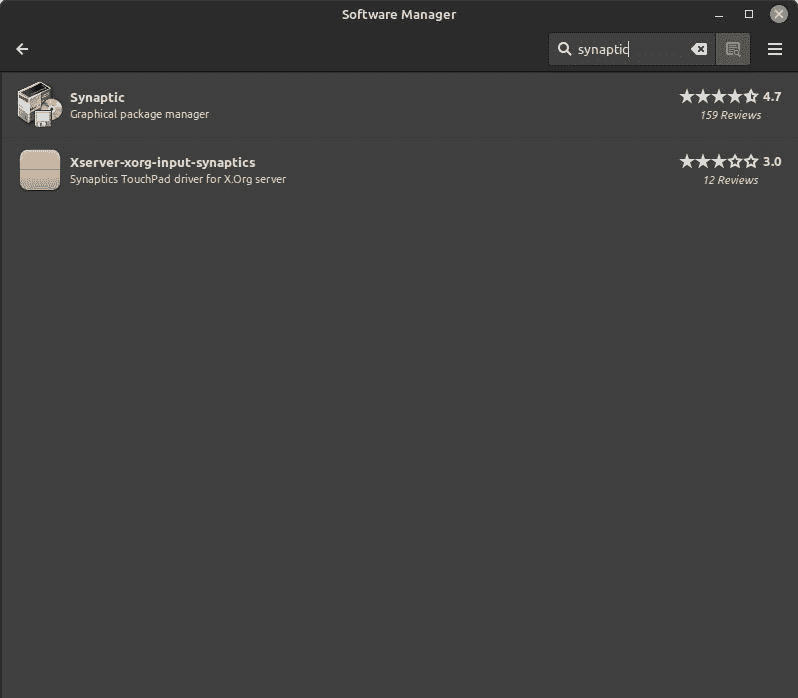 Software Manager
synaptic
Synaptic
Graphical package manager
4.7
159 Reviews
Xserver-xorg-input-synaptics
Synaptics TouchPad driver for X.Org server
3.0
12 Reviews